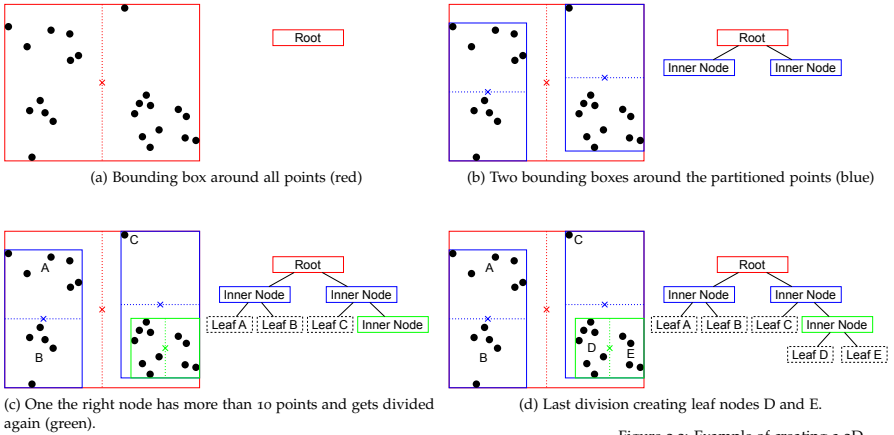 Root
(a) Bounding box around all points (red)
Root
Inner Node Inner Node
(b) Two bounding boxes around the partitioned points (blue)
C
A
B
Root
Inner Node Inner Node
Leaf A Leaf B Leaf C Inner Node
(c) One the right node has more than 10 points and gets divided
again (green).
C
A
B
D
E
Root
Inner Node Inner Node
Leaf A Leaf B Leaf C Inner Node
Leaf D Leaf E
(d) Last division creating leaf nodes D and E.
Example of creating a